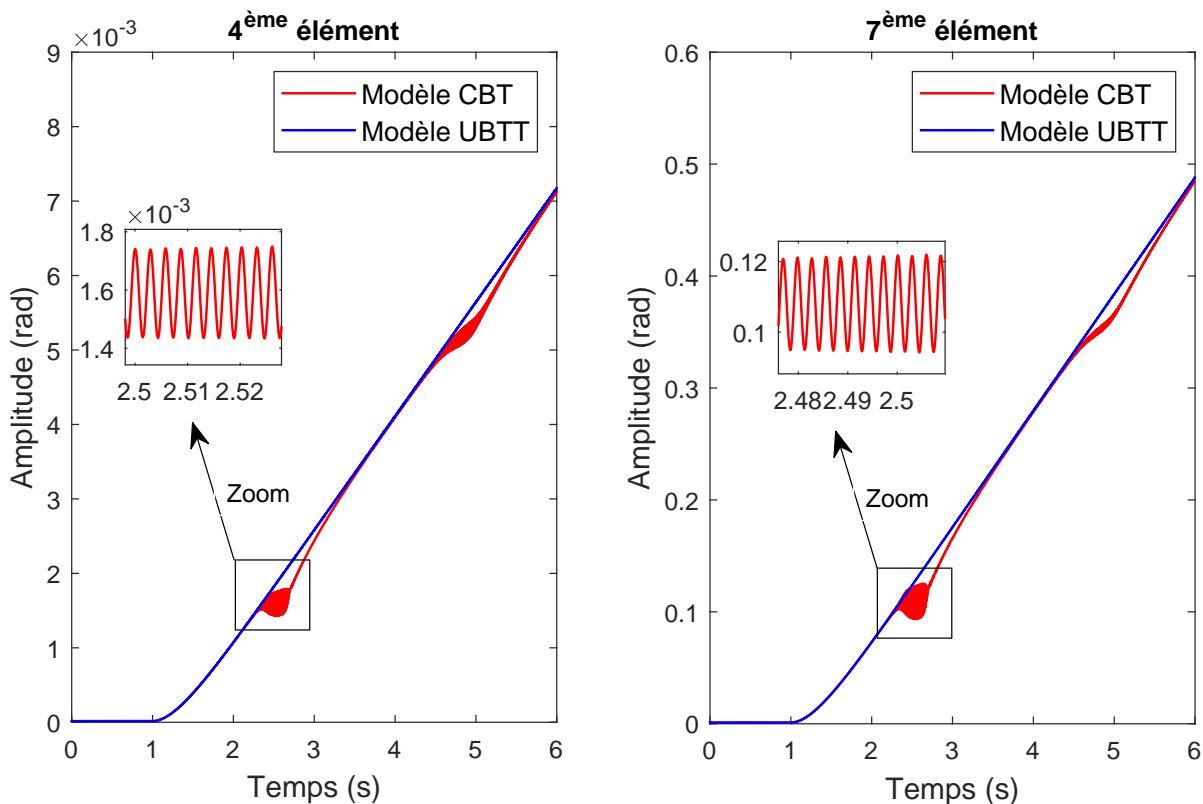 4ème élément
×10-3
9
8
7
6
5
4
3
2
1
0
0 1 2 3 4 5 6
Amplitude (rad)
Temps (s)
Modèle CBT
Modèle UBTT
×10-3
1.8
1.6
1.4
2.5 2.51 2.52
Zoom
7ème élément
0.6
0.5
0.4
0.3
0.2
0.1
0
0 1 2 3 4 5 6
Amplitude (rad)
Temps (s)
Modèle CBT
Modèle UBTT
0.12
0.1
2.48 2.49 2.5
Zoom